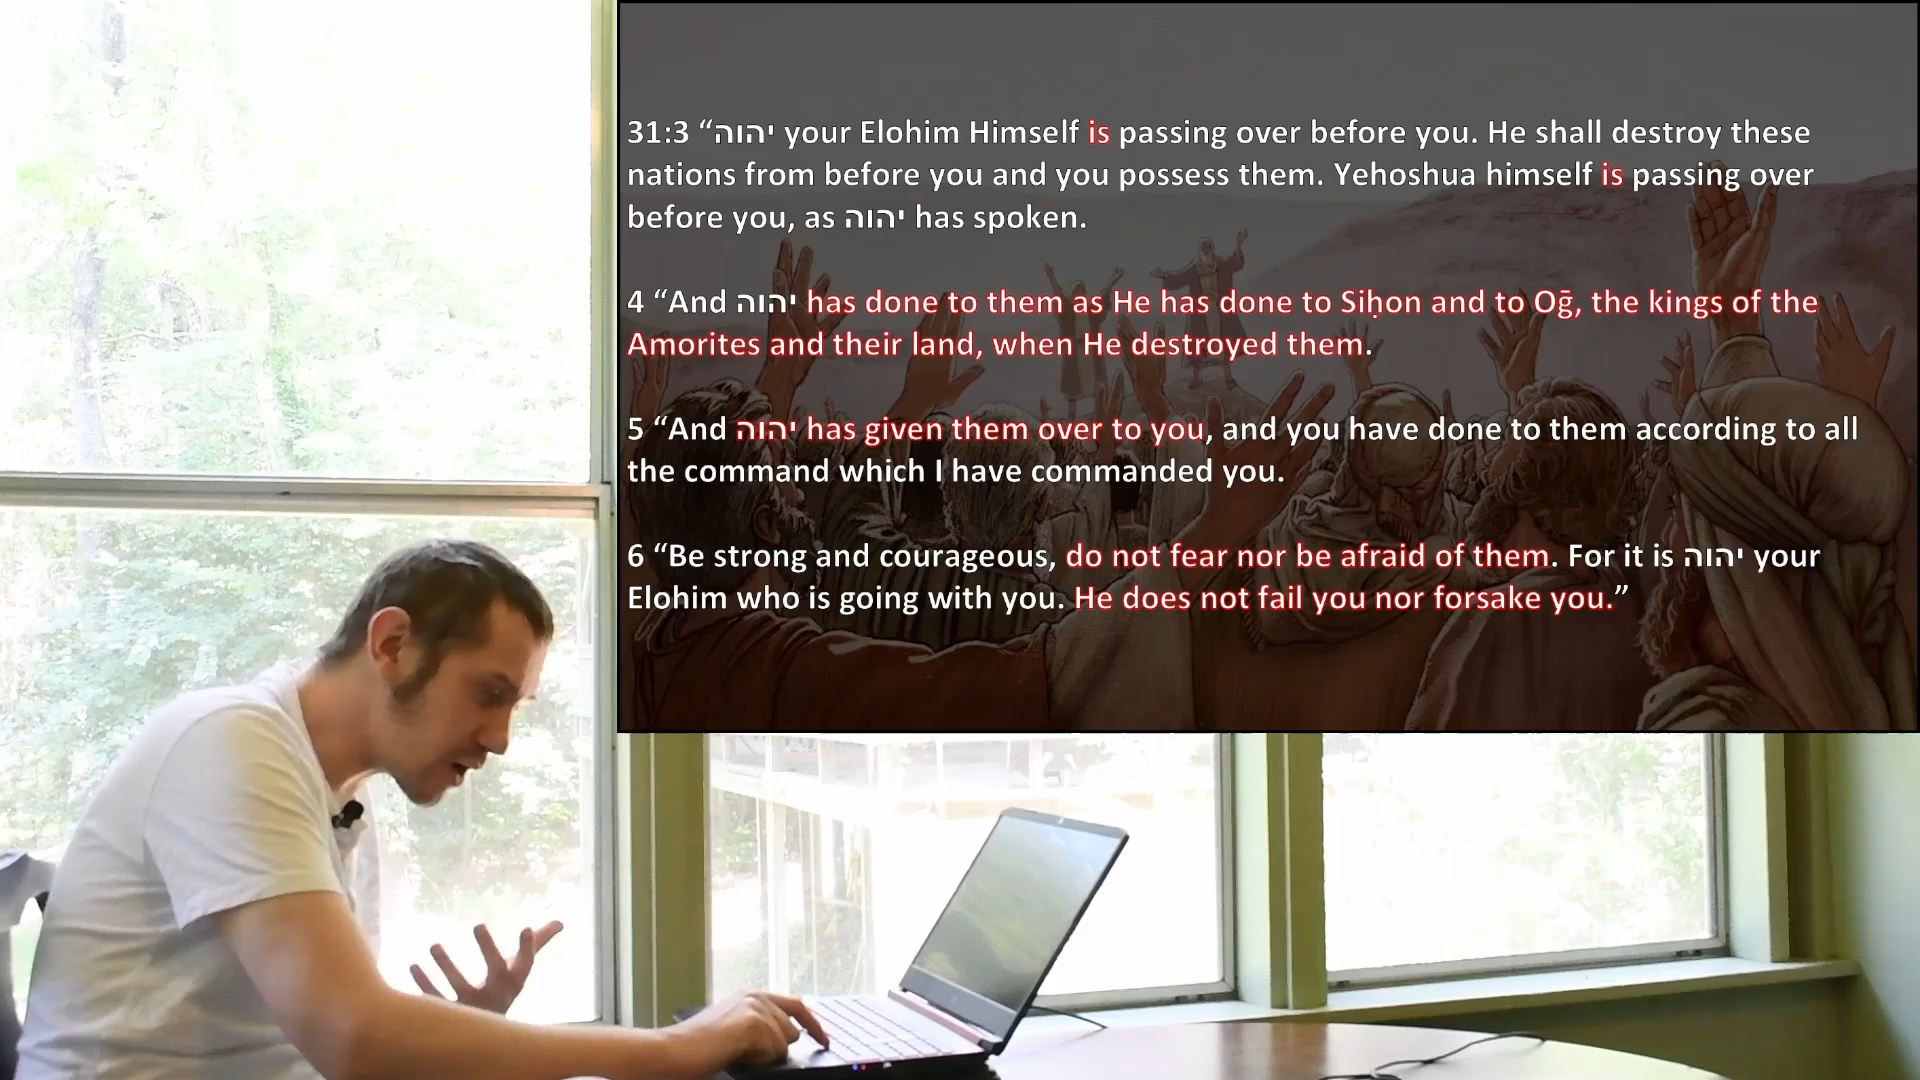 31:3 “יהוה your Elohim Himself is passing over before you. He shall destroy these
nations from before you and you possess them. Yehoshua himself is passing over
before you, as יהוה has spoken.
4 “And יהוה has done to them as He has done to Siḥon and to Oḡ, the kings of the
Amorites and their land, when He destroyed them.
5 “And יהוה has given them over to you, and you have done to them according to all
the command which I have commanded you.
6 “Be strong and courageous, do not fear nor be afraid of them. For it is יהוה your
Elohim who is going with you. He does not fail you nor forsake you.”